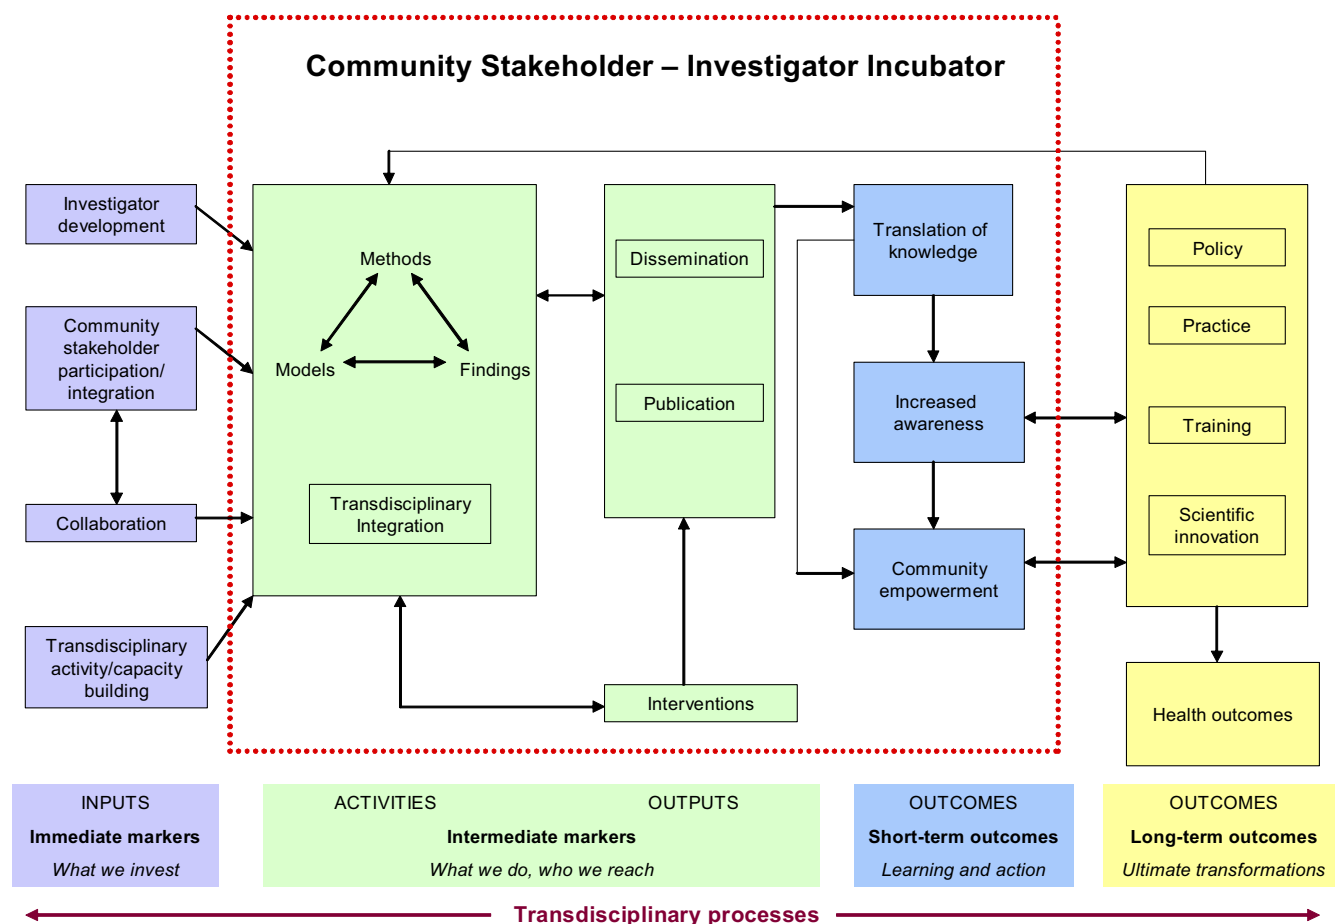 Community Stakeholder – Investigator Incubator
Investigator
development
Community
stakeholder
participation/
integration
Collaboration
Transdisciplinary
activity/capacity
building
Methods
Models
Findings
Transdisciplinary
Integration
Dissemination
Publication
Interventions
Translation of
knowledge
Increased
awareness
Community
empowerment
Policy
Practice
Training
Scientific
innovation
Health outcomes
INPUTS
Immediate markers
What we invest
ACTIVITIES
OUTPUTS
Intermediate markers
What we do, who we reach
OUTCOMES
Short-term outcomes
Learning and action
OUTCOMES
Long-term outcomes
Ultimate transformations
Transdisciplinary processes